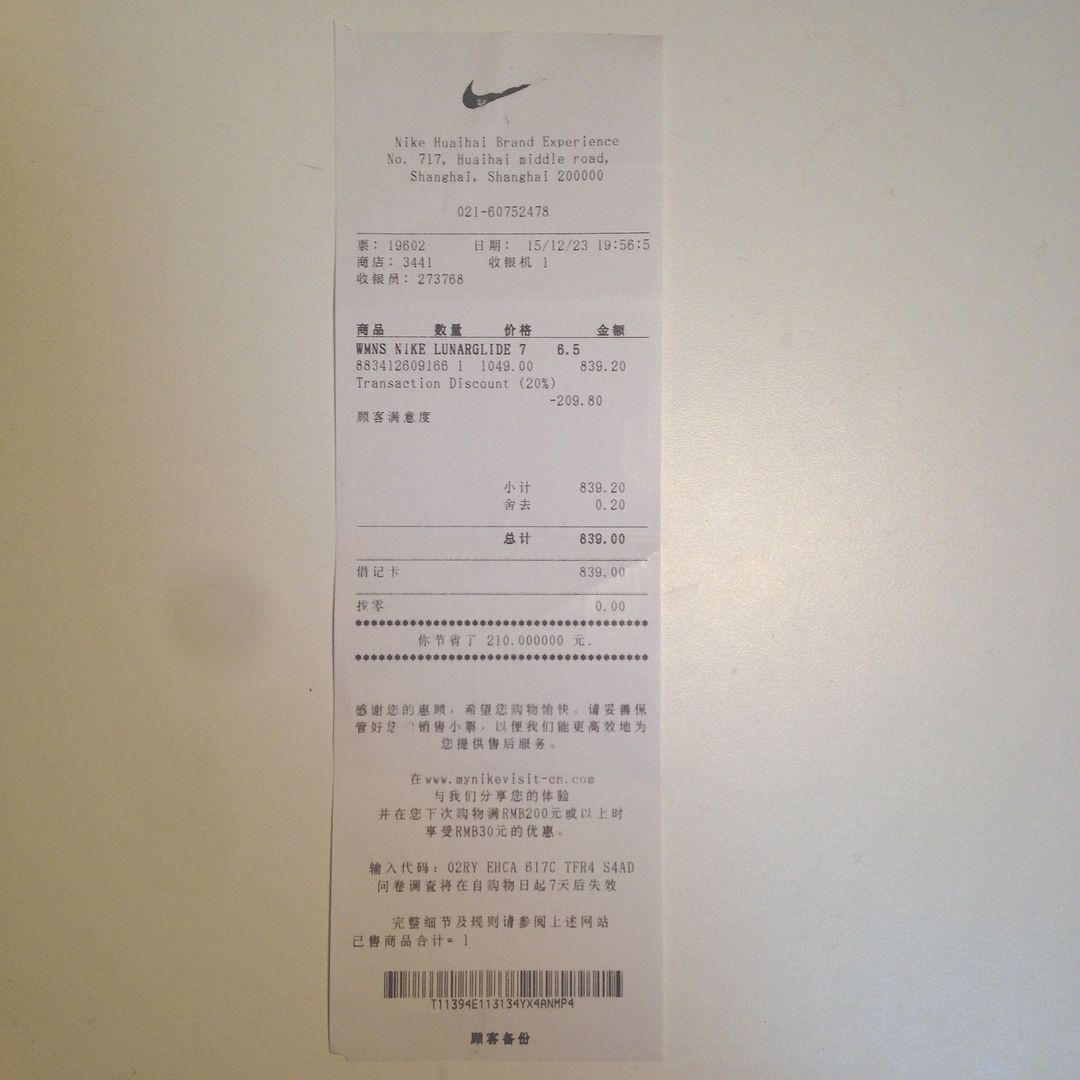 Nike Huaihai Brand Experience
No. 717, Huaihai middle road,
Shanghai, Shanghai 200000
021-60752478
票: 19602 日期: 15/12/23 19:56:5
商店: 3441 收银机 1
收银员: 273768
商品 数量 价格 金额
WMNS NIKE LUNARGLIDE 7 6.5
883412609166 1 1049.00 839.20
Transaction Discount (20%)
-209.80
顾客满意度
小计 839.20
舍去 0.20
总计 839.00
借记卡 839.00
找零 0.00
**************************************
你节省了 210.000000 元.
**************************************
感谢您的惠顾, 希望您购物愉快。请妥善保
管好您 销售小票, 以便我们能更高效地为
您提供售后服务。
在www.mynikevisit-cn.com
与我们分享您的体验
并在您下次购物满RMB200元或以上时
享受RMB30元的优惠。
输入代码: 02RY EHCA 617C TFR4 S4AD
问卷调查将在自购物日起7天后失效
完整细节及规则请参阅上述网站
已售商品合计= 1
T11394E113134YX4ANMP4
顾客备份